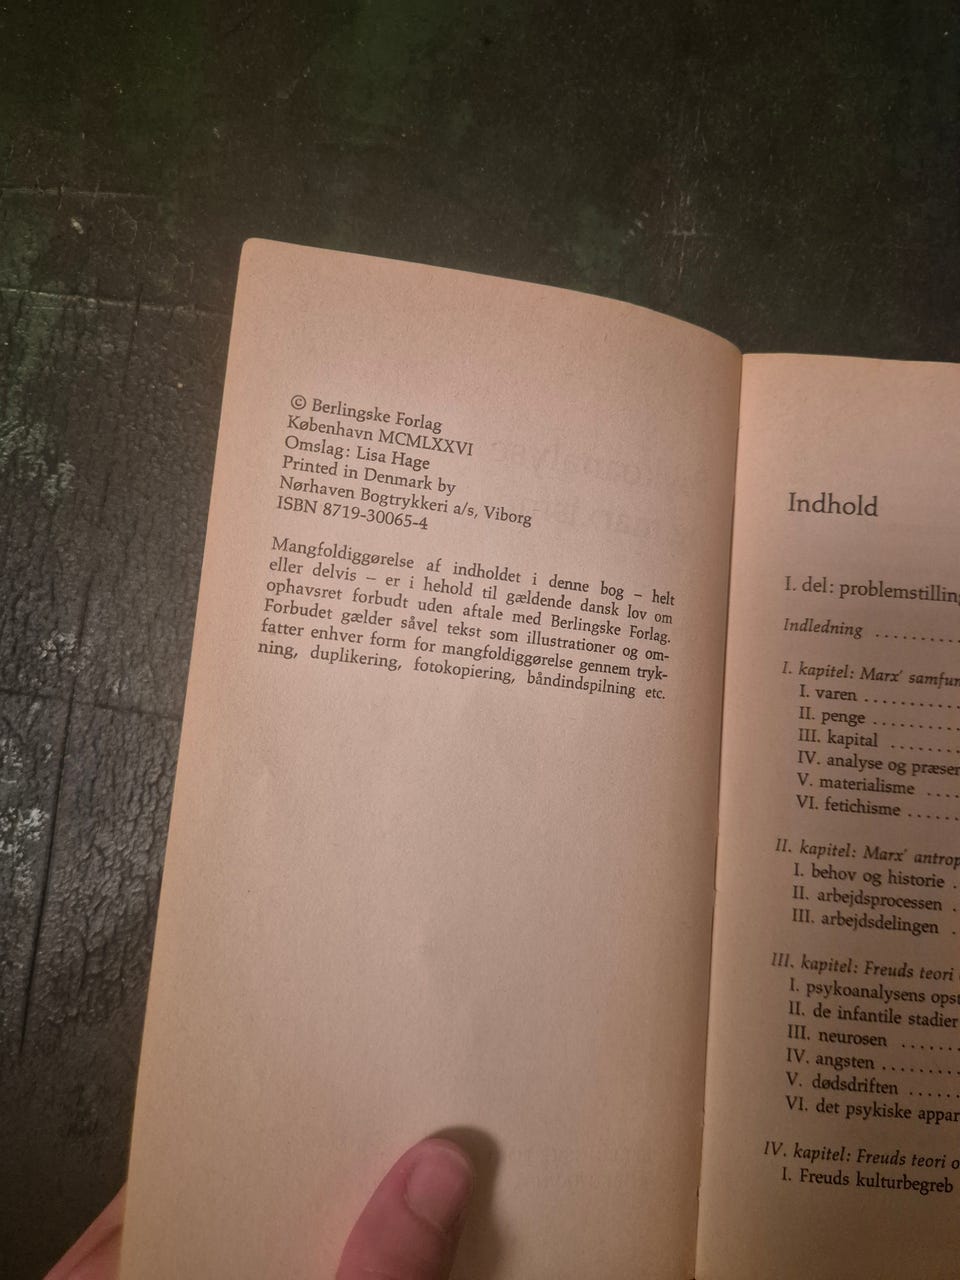 © Berlingske Forlag
København MCMLXXVI
Omslag: Lisa Hage
Printed in Denmark by
Nørhaven Bogtrykkeri a/s, Viborg
ISBN 8719-30065-4
Mangfoldiggørelse af indholdet i denne bog – helt
eller delvis – er i hehold til gældende dansk lov om
ophavsret forbudt uden aftale med Berlingske Forlag.
Forbudet gælder såvel tekst som illustrationer og om-
fatter enhver form for mangfoldiggørelse gennem tryk-
ning, duplikering, fotokopiering, båndindspilning etc.
Indhold
I. del: problemstilling
Indledning ........
I. kapitel: Marx' samfun
I. varen ..........
II. penge .........
III. kapital .......
IV. analyse og præsen
V. materialisme ....
VI. fetichisme .....
II. kapitel: Marx' antrop
I. behov og historie .
II. arbejdsprocessen .
III. arbejdsdelingen .
III. kapitel: Freuds teori
I. psykoanalysens opst
II. de infantile stadier
III. neurosen ......
IV. angsten ........
V. dødsdriften ......
VI. det psykiske appar
IV. kapitel: Freuds teori o
I. Freuds kulturbegreb